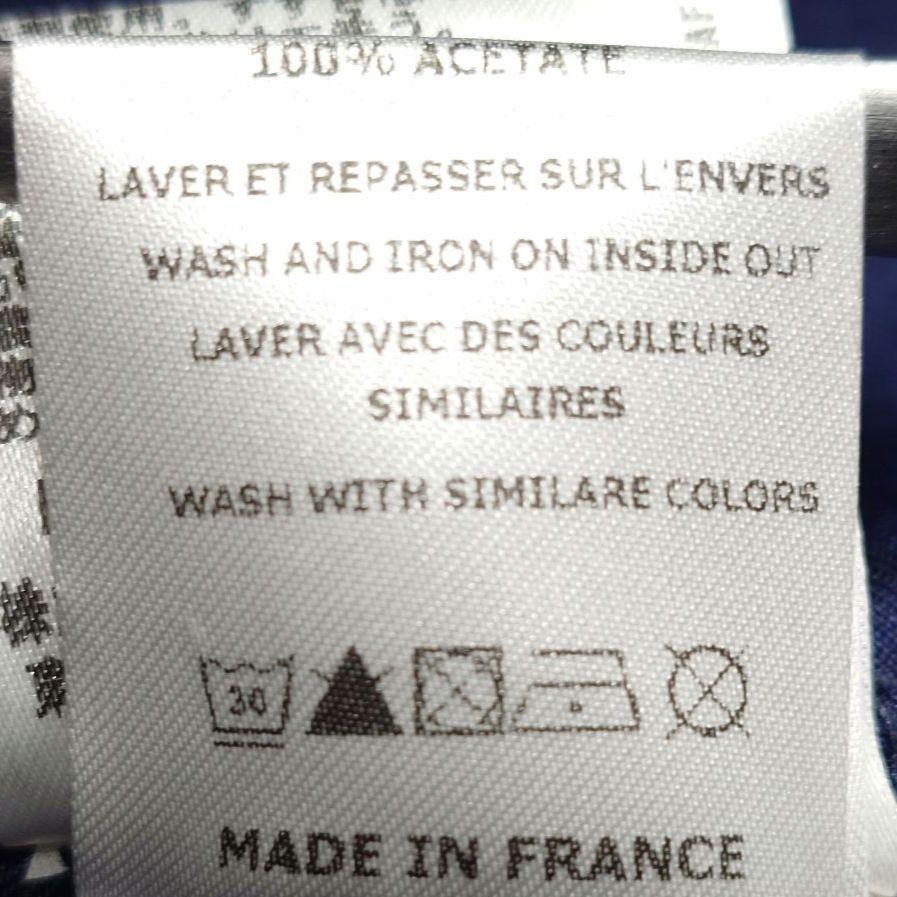 100% ACETATE
LAVER ET REPASSER SUR L'ENVERS
WASH AND IRON ON INSIDE OUT
LAVER AVEC DES COULEURS
SIMILAIRES
WASH WITH SIMILARE COLORS
30
MADE IN FRANCE